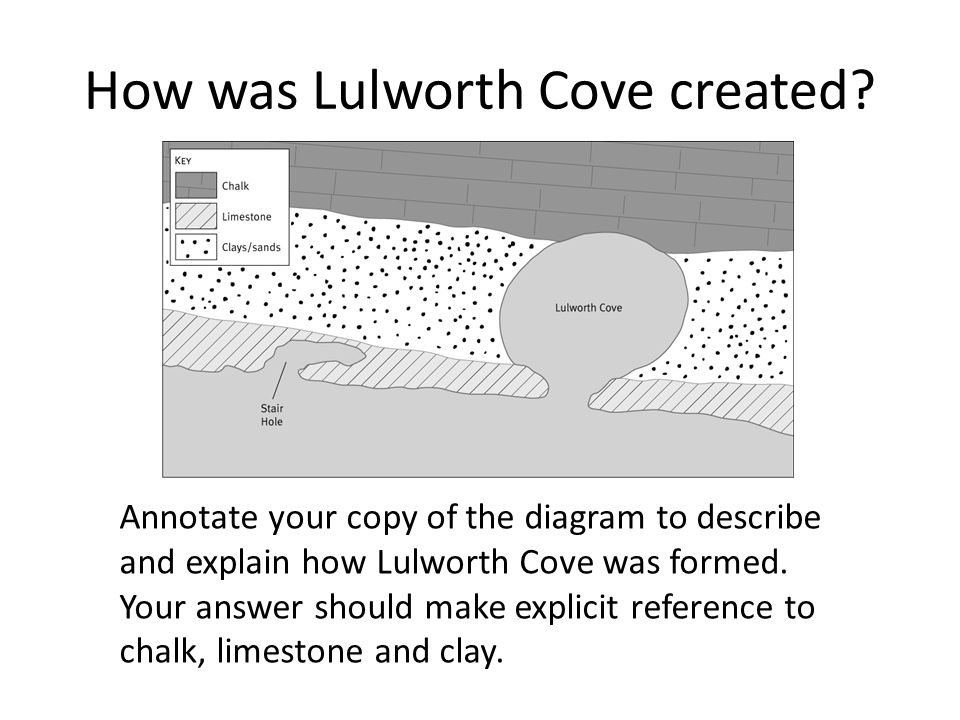 How was Lulworth Cove created?
KEY
Chalk
Limestone
Clays/sands
Lulworth Cove
Stair
Hole
Annotate your copy of the diagram to describe
and explain how Lulworth Cove was formed.
Your answer should make explicit reference to
chalk, limestone and clay.